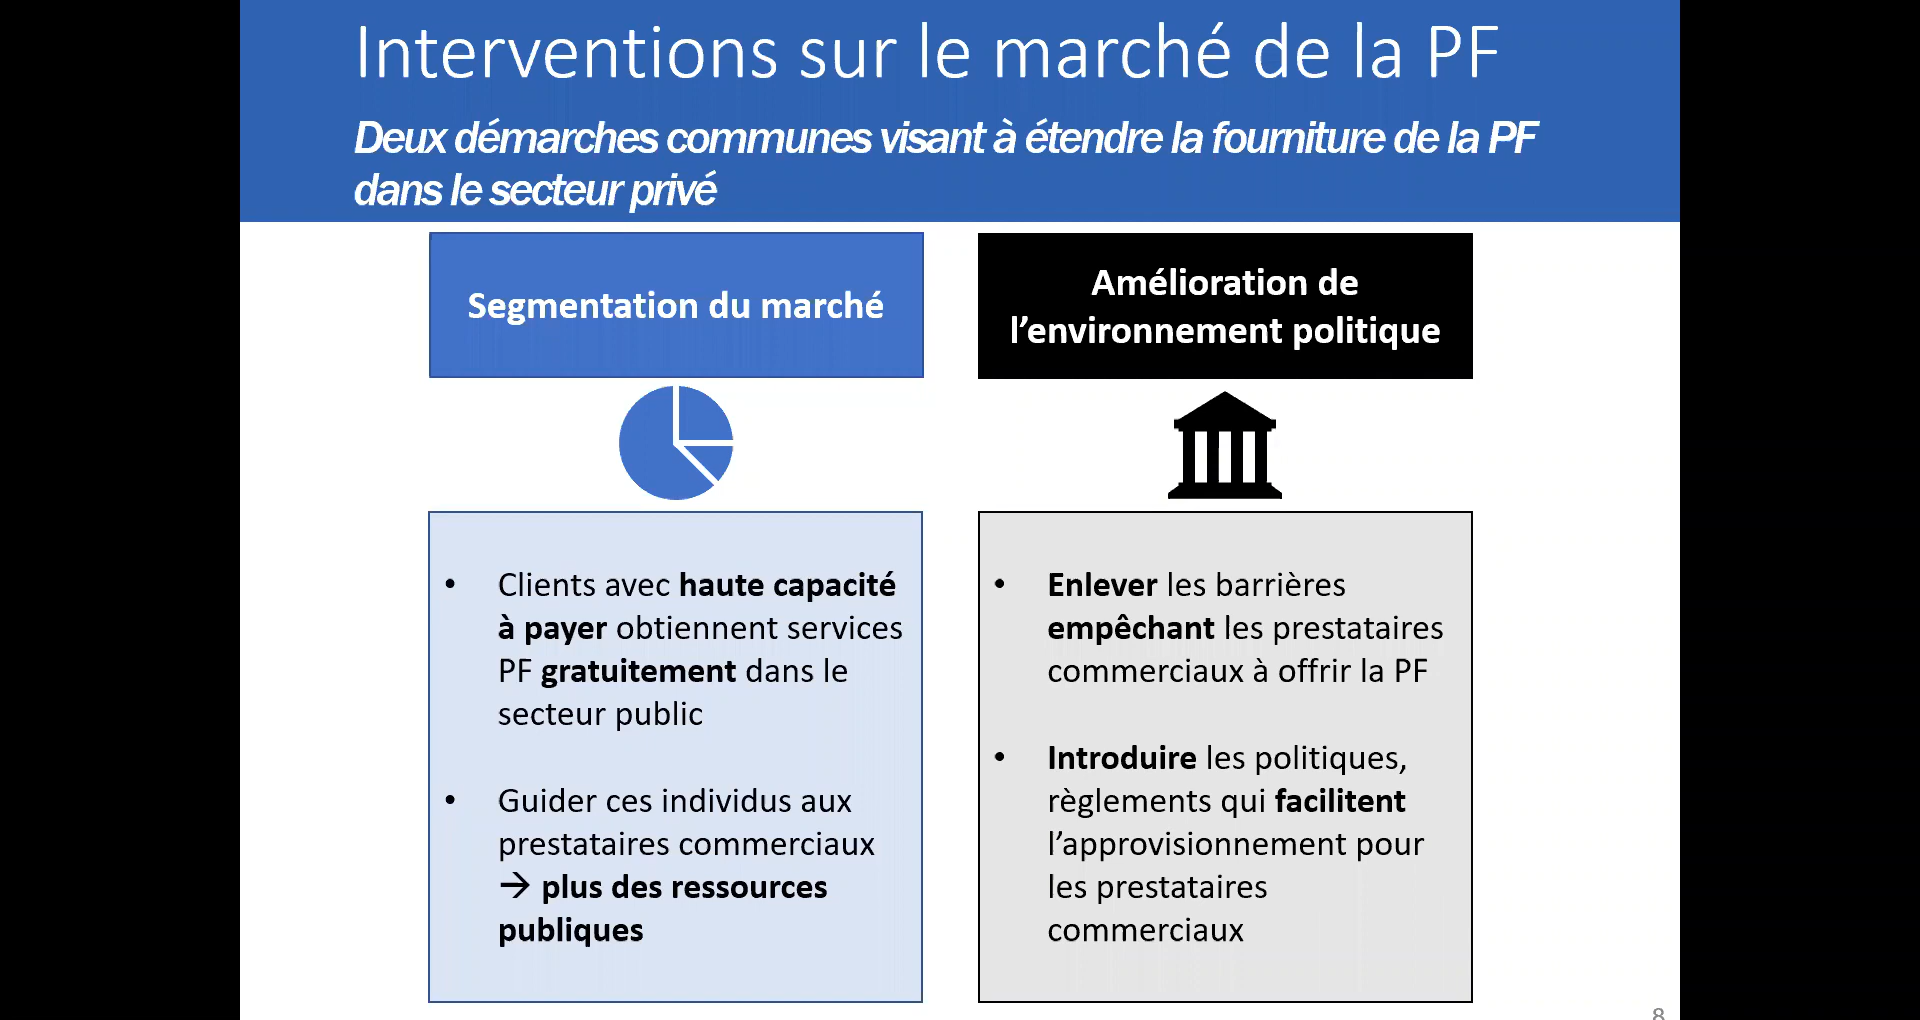 Interventions sur le marché de la PF
Deux démarches communes visant à étendre la fourniture de la PF
dans le secteur privé
Segmentation du marché
Amélioration de
l’environnement politique
• Clients avec haute capacité
à payer obtiennent services
PF gratuitement dans le
secteur public
• Guider ces individus aux
prestataires commerciaux
→ plus des ressources
publiques
• Enlever les barrières
empêchant les prestataires
commerciaux à offrir la PF
• Introduire les politiques,
règlements qui facilitent
l’approvisionnement pour
les prestataires
commerciaux
8